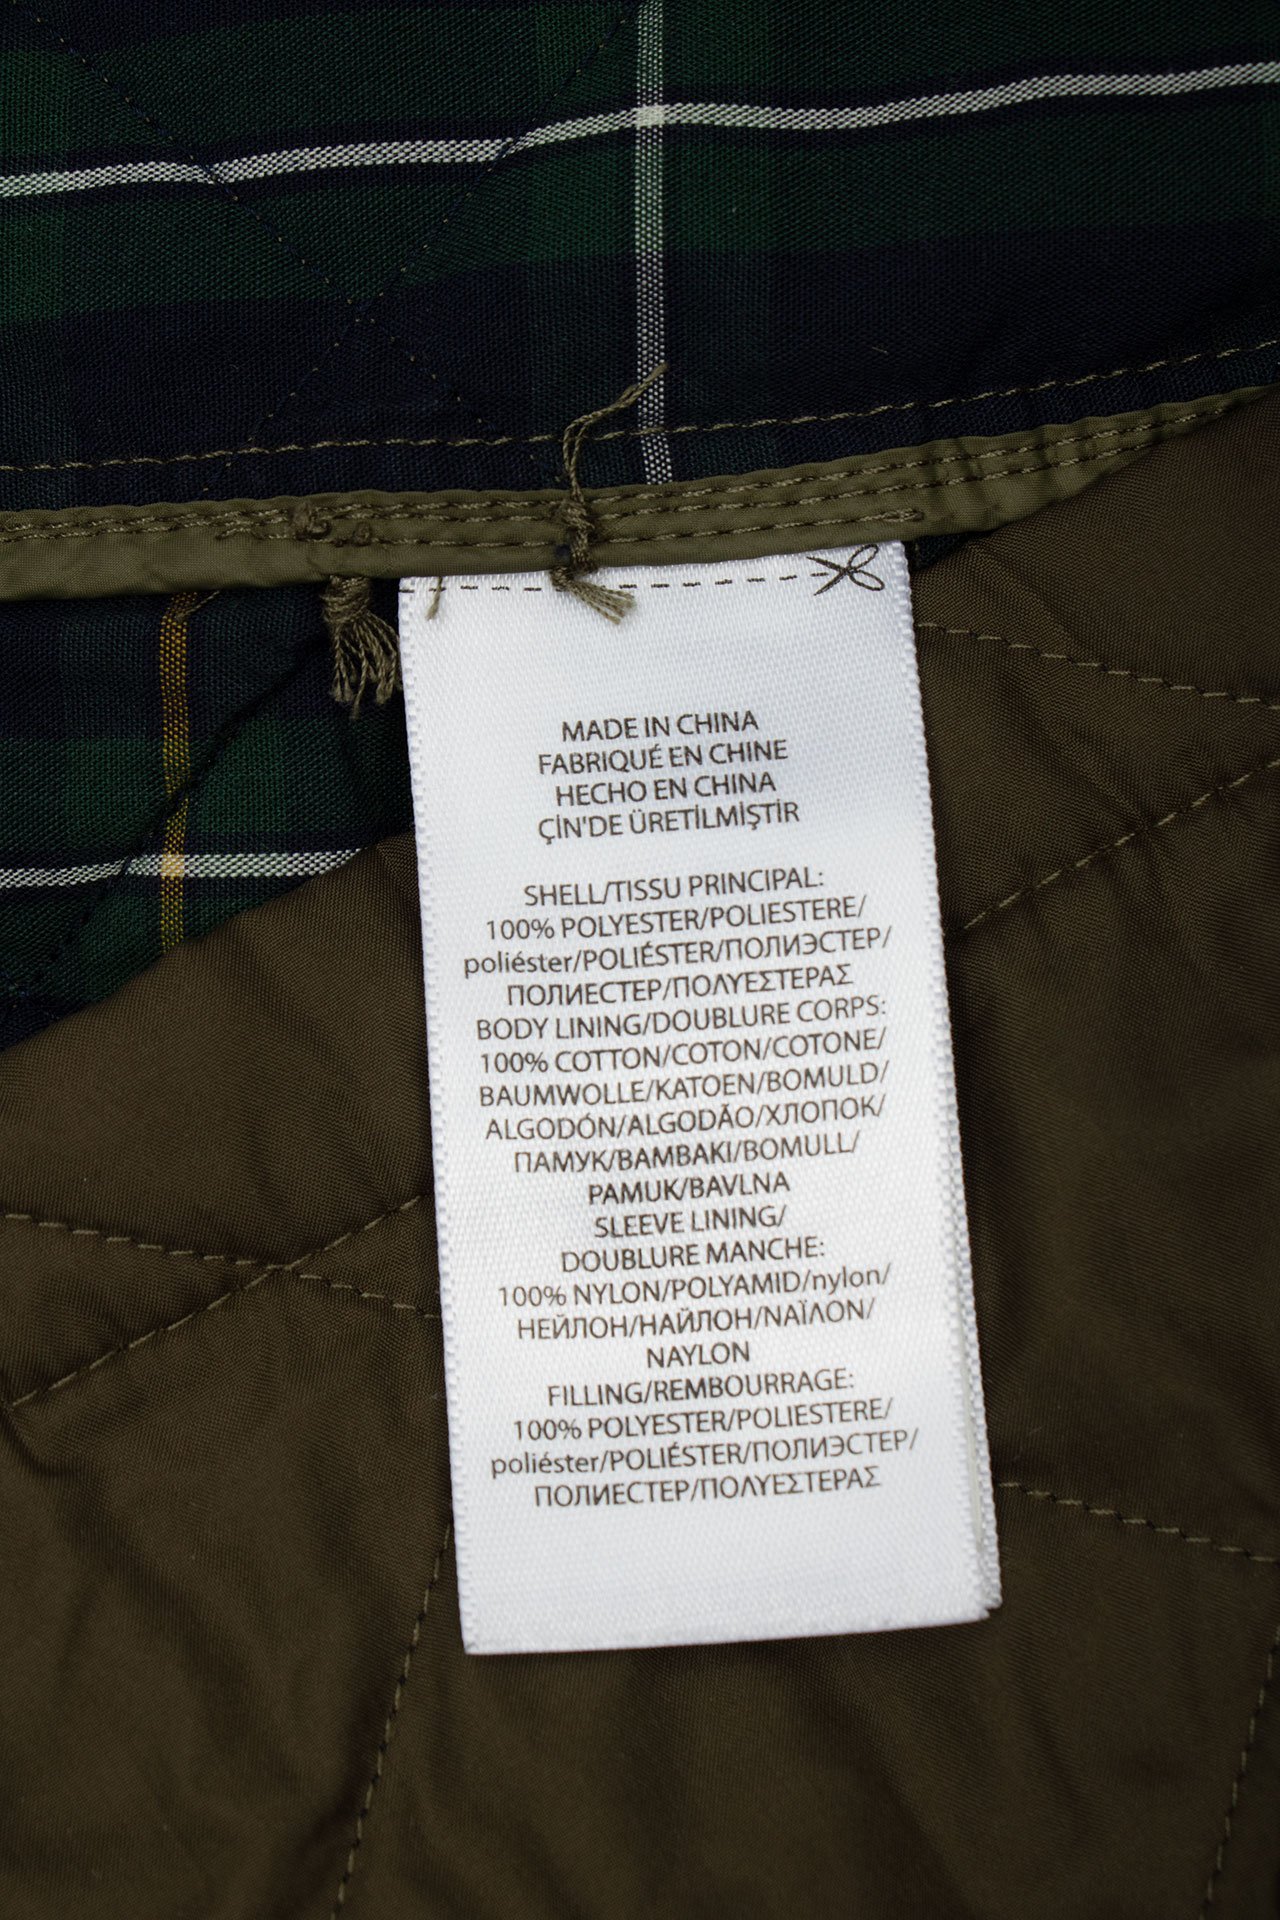 MADE IN CHINA
FABRIQUÉ EN CHINE
HECHO EN CHINA
ÇİN'DE ÜRETİLMİŞTİR
SHELL/TISSU PRINCIPAL:
100% POLYESTER/POLIESTERE/
poliéster/POLIÉSTER/ПОЛИЭСТЕР/
ПОЛИЕСТЕР/ΠΟΛΥΕΣΤΕΡΑΣ
BODY LINING/DOUBLURE CORPS:
100% COTTON/COTON/COTONE/
BAUMWOLLE/KATOEN/BOMULD/
ALGODÓN/ALGODÃO/ХЛОПОК/
ПАМУК/ΒΑΜΒΑΚΙ/BOMULL/
PAMUK/BAVLNA
SLEEVE LINING/
DOUBLURE MANCHE:
100% NYLON/POLYAMID/nylon/
НЕЙЛОН/НАЙЛОН/ΝΑΪΛΟΝ/
NAYLON
FILLING/REMBOURRAGE:
100% POLYESTER/POLIESTERE/
poliéster/POLIÉSTER/ПОЛИЭСТЕР/
ПОЛИЕСТЕР/ΠΟΛΥΕΣΤΕΡΑΣ